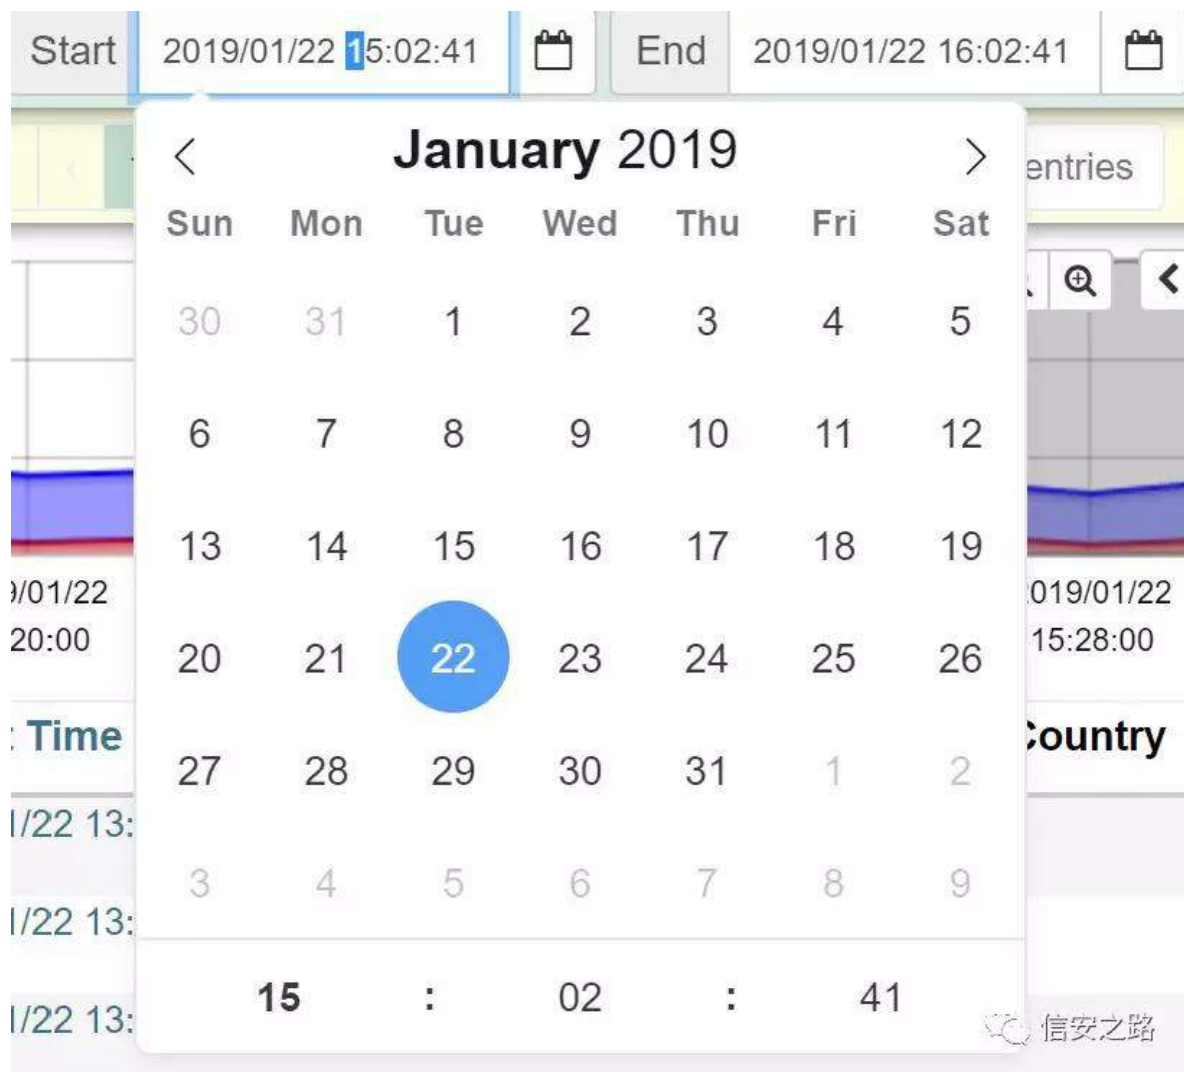 Start 2019/01/22 15:02:41 End 2019/01/22 16:02:41
January 2019
entries
Sun Mon Tue Wed Thu Fri Sat
30 31 1 2 3 4 5
6 7 8 9 10 11 12
13 14 15 16 17 18 19
/01/22 019/01/22
20:00 15:28:00
20 21 22 23 24 25 26
Time Country
27 28 29 30 31 1 2
/22 13:
3 4 5 6 7 8 9
/22 13:
15 : 02 : 41
/22 13:
信安之路